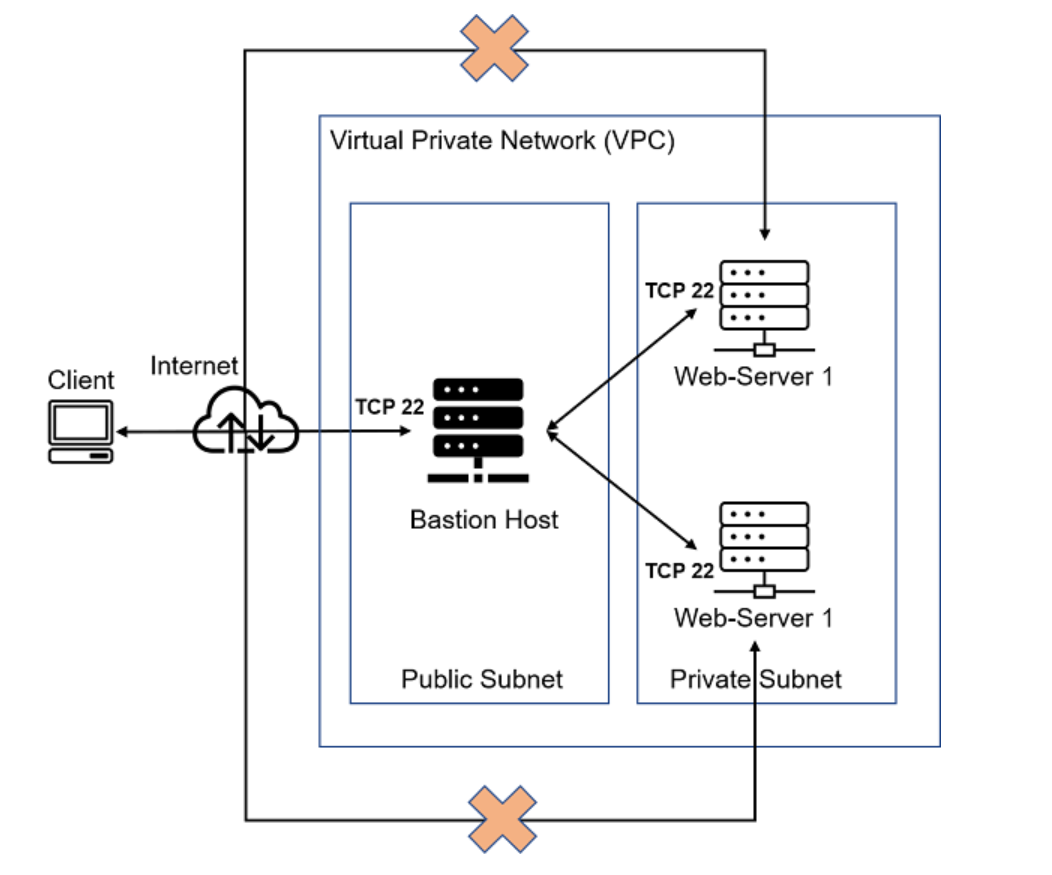 Virtual Private Network (VPC)
TCP 22
Web-Server 1
Internet
Client
TCP 22
Bastion Host
TCP 22
Web-Server 1
Public Subnet
Private Subnet